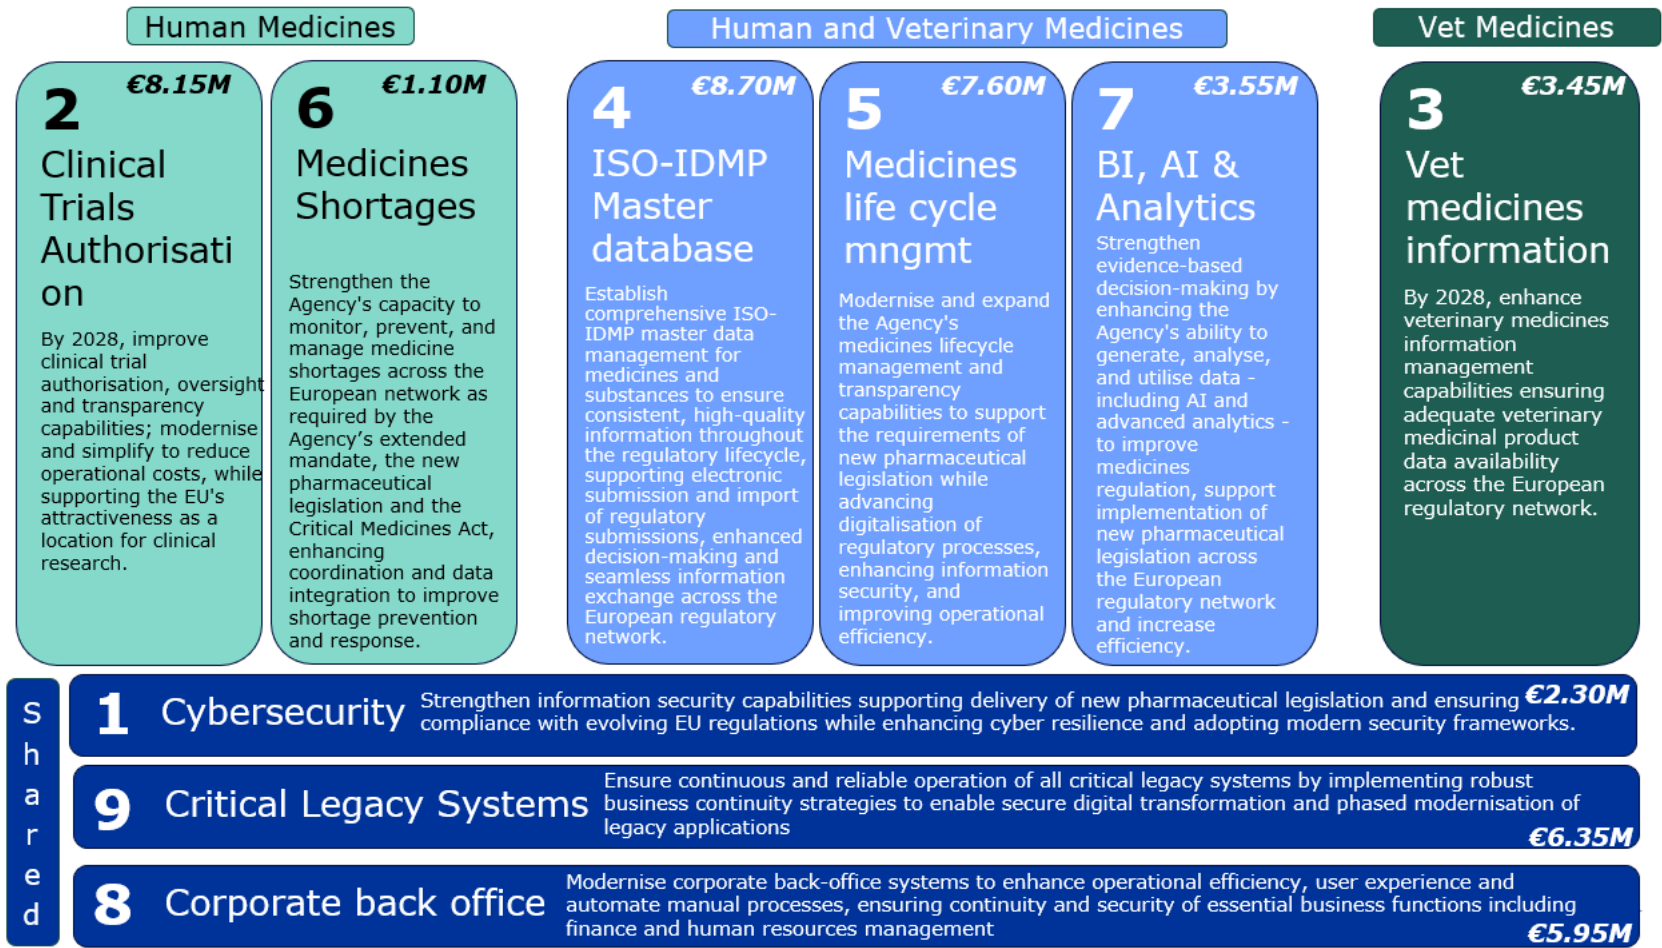 Human Medicines
Human and Veterinary Medicines
Vet Medicines
€8.15M
2
Clinical
Trials
Authorisati
on
By 2028, improve
clinical trial
authorisation, oversight
and transparency
capabilities; modernise
and simplify to reduce
operational costs, while
supporting the EU's
attractiveness as a
location for clinical
research.
€1.10M
6
Medicines
Shortages
Strengthen the
Agency's capacity to
monitor, prevent, and
manage medicine
shortages across the
European network as
required by the
Agency’s extended
mandate, the new
pharmaceutical
legislation and the
Critical Medicines Act,
enhancing
coordination and data
integration to improve
shortage prevention
and response.
€8.70M
4
ISO-IDMP
Master
database
Establish
comprehensive ISO-
IDMP master data
management for
medicines and
substances to ensure
consistent, high-quality
information throughout
the regulatory lifecycle,
supporting electronic
submission and import
of regulatory
submissions, enhanced
decision-making and
seamless information
exchange across the
European regulatory
network.
€7.60M
5
Medicines
life cycle
mngmt
Modernise and expand
the Agency's
medicines lifecycle
management and
transparency
capabilities to support
the requirements of
new pharmaceutical
legislation while
advancing
digitalisation of
regulatory processes,
enhancing information
security, and
improving operational
efficiency.
€3.55M
7
BI, AI &
Analytics
Strengthen
evidence-based
decision-making by
enhancing the
Agency's ability to
generate, analyse,
and utilise data -
including AI and
advanced analytics -
to improve
medicines
regulation, support
implementation of
new pharmaceutical
legislation across
the European
regulatory network
and increase
efficiency.
€3.45M
3
Vet
medicines
information
By 2028, enhance
veterinary medicines
information
management
capabilities ensuring
adequate veterinary
medicinal product
data availability
across the European
regulatory network.
Shared
1 Cybersecurity
Strengthen information security capabilities supporting delivery of new pharmaceutical legislation and ensuring
compliance with evolving EU regulations while enhancing cyber resilience and adopting modern security frameworks.
€2.30M
9 Critical Legacy Systems
Ensure continuous and reliable operation of all critical legacy systems by implementing robust
business continuity strategies to enable secure digital transformation and phased modernisation of
legacy applications
€6.35M
8 Corporate back office
Modernise corporate back-office systems to enhance operational efficiency, user experience and
automate manual processes, ensuring continuity and security of essential business functions including
finance and human resources management
€5.95M